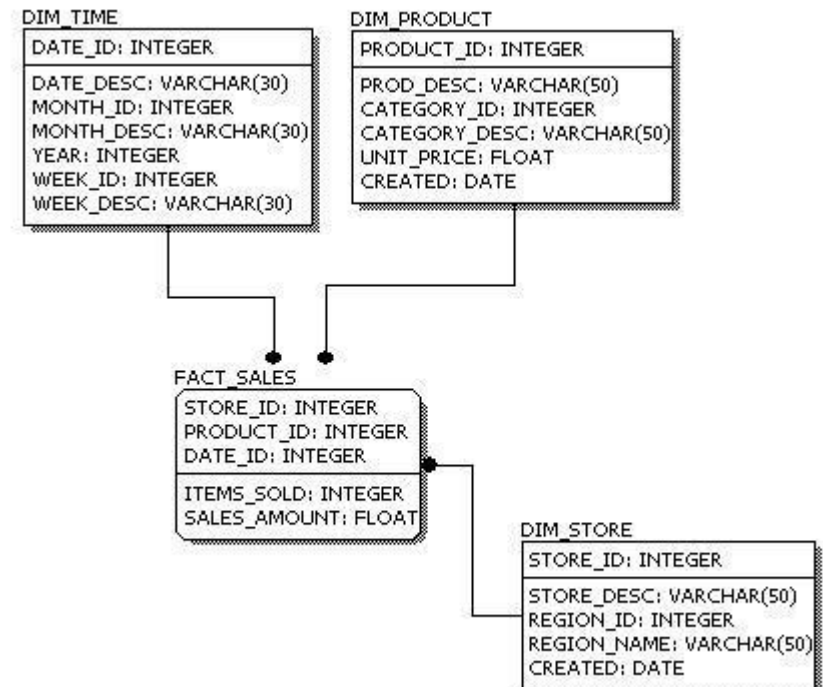 DIM_TIME
DATE_ID: INTEGER
DATE_DESC: VARCHAR(30)
MONTH_ID: INTEGER
MONTH_DESC: VARCHAR(30)
YEAR: INTEGER
WEEK_ID: INTEGER
WEEK_DESC: VARCHAR(30)
DIM_PRODUCT
PRODUCT_ID: INTEGER
PROD_DESC: VARCHAR(50)
CATEGORY_ID: INTEGER
CATEGORY_DESC: VARCHAR(50)
UNIT_PRICE: FLOAT
CREATED: DATE
FACT_SALES
STORE_ID: INTEGER
PRODUCT_ID: INTEGER
DATE_ID: INTEGER
ITEMS_SOLD: INTEGER
SALES_AMOUNT: FLOAT
DIM_STORE
STORE_ID: INTEGER
STORE_DESC: VARCHAR(50)
REGION_ID: INTEGER
REGION_NAME: VARCHAR(50)
CREATED: DATE